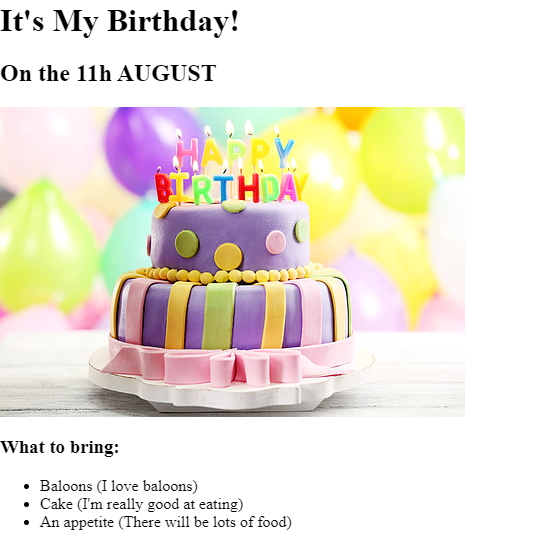 It's My Birthday!
On the 11h AUGUST
HAPPY
BIRTHDAY
What to bring:
Baloons (I love baloons)
Cake (I'm really good at eating)
An appetite (There will be lots of food)